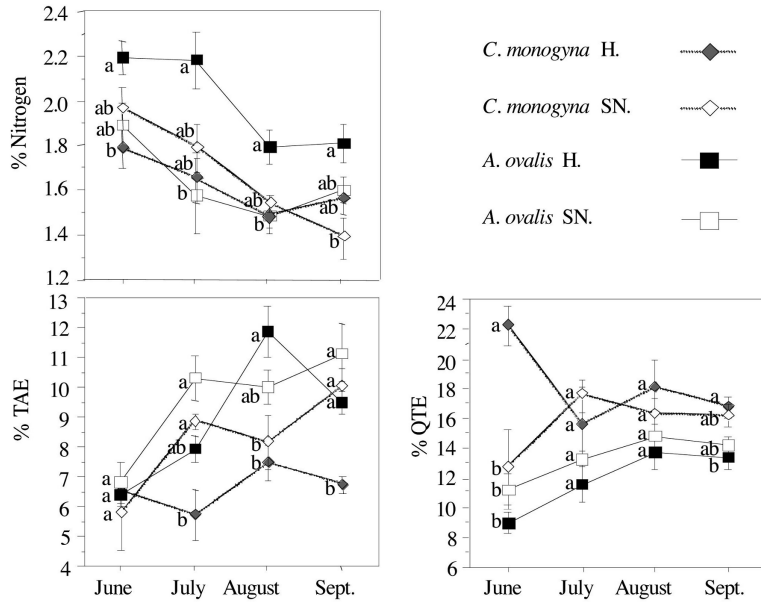 % Nitrogen
2.4
2.2
2.0
1.8
1.6
1.4
1.2
a
a
a
a
ab
ab
ab
b
ab
ab
b
ab
b
ab
ab
b
C. monogyna H.
C. monogyna SN.
A. ovalis H.
A. ovalis SN.
% TAE
13
12
11
10
9
8
7
6
5
4
a
a
a
a
a
ab
b
a
ab
b
b
a
a
a
b
June
July
August
Sept.
% QTE
24
22
20
18
16
14
12
10
8
a
b
b
b
a
a
a
a
a
a
a
a
a
ab
ab
b
June
July
August
Sept.